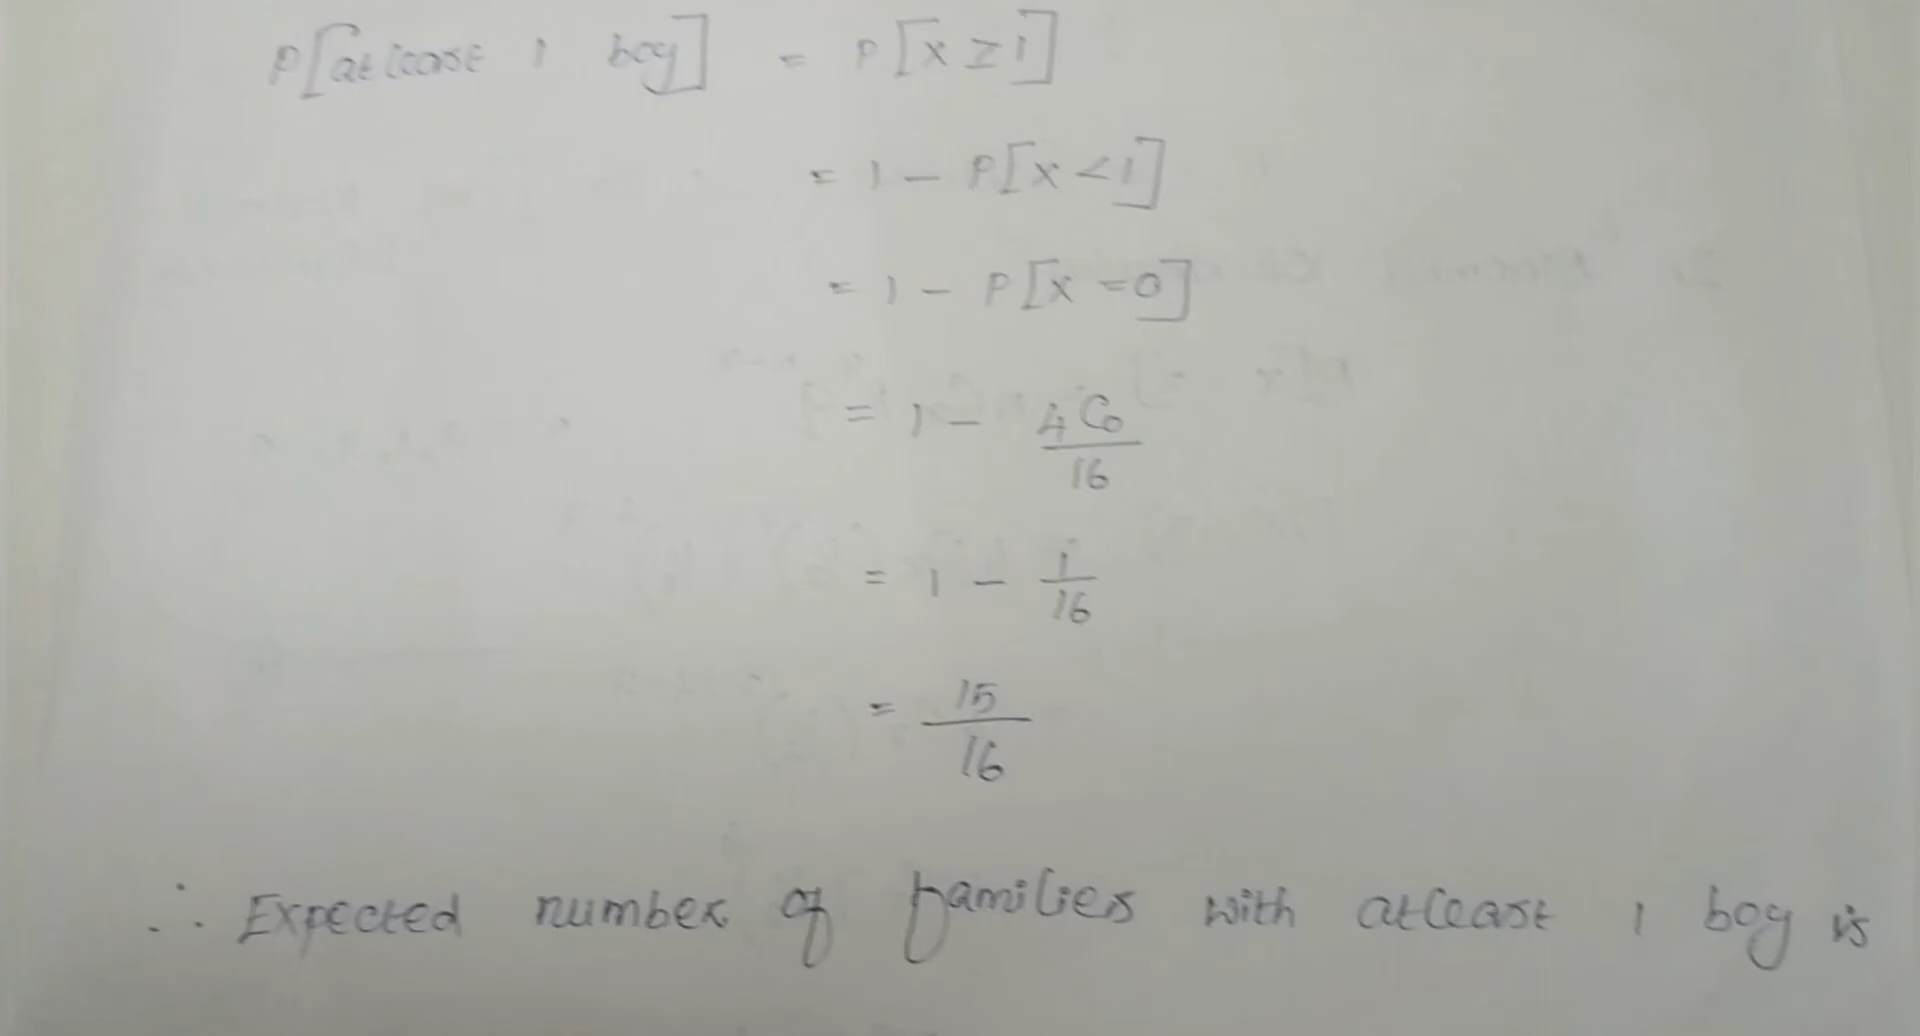 P[atleast 1 boy] = P[X ≥ 1]
= 1 - P[X < 1]
= 1 - P[X = 0]
= 1 - 4C0/16
= 1 - 1/16
= 15/16
∴ Expected number of families with atleast 1 boy is